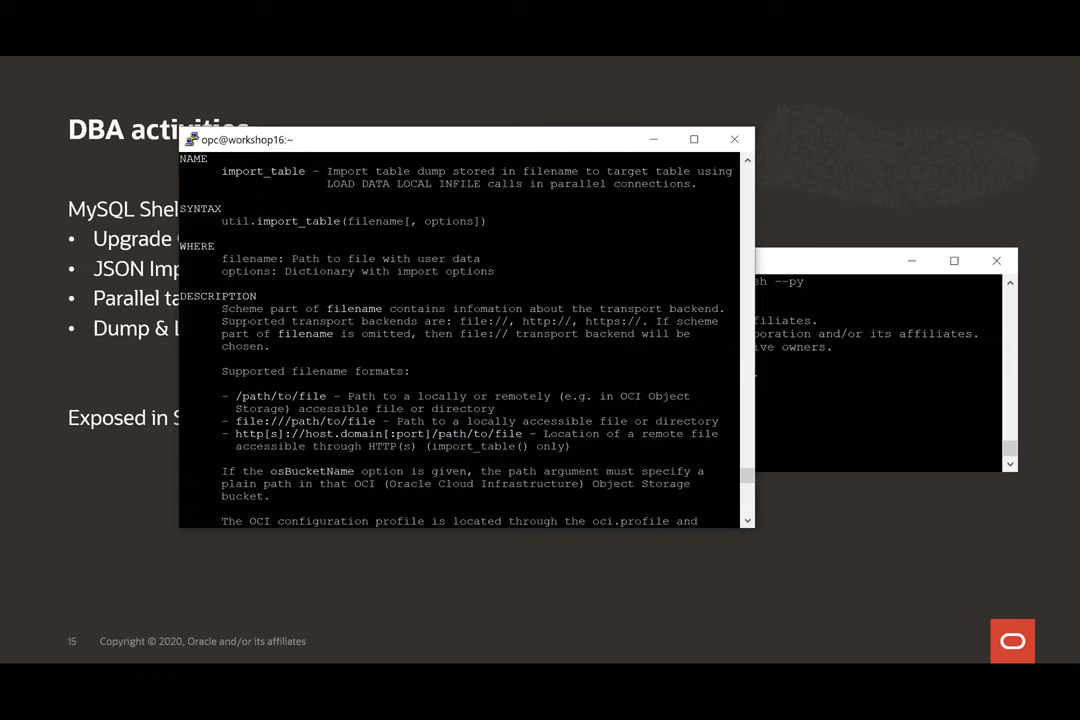 DBA activities
opc@workshop16:~
NAME
import_table - Import table dump stored in filename to target table using
LOAD DATA LOCAL INFILE calls in parallel connections.
MySQL Shel
SYNTAX
util.import_table(filename[, options])
• Upgrade
WHERE
filename: Path to file with user data
options: Dictionary with import options
• JSON Imp
• Parallel ta
• Dump & L
DESCRIPTION
Scheme part of filename contains infomation about the transport backend.
Supported transport backends are: file://, http://, https://. If scheme
part of filename is omitted, then file:// transport backend will be
chosen.
Supported filename formats:
- /path/to/file - Path to a locally or remotely (e.g. in OCI Object
Storage) accessible file or directory
- file:///path/to/file - Path to a locally accessible file or directory
- http[s]://host.domain[:port]/path/to/file - Location of a remote file
accessible through HTTP(s) (import_table() only)
Exposed in S
If the osBucketName option is given, the path argument must specify a
plain path in that OCI (Oracle Cloud Infrastructure) Object Storage
bucket.
The OCI configuration profile is located through the oci.profile and
sh --py
filiates.
poration and/or its affiliates.
ive owners.
.
15 Copyright © 2020, Oracle and/or its affiliates